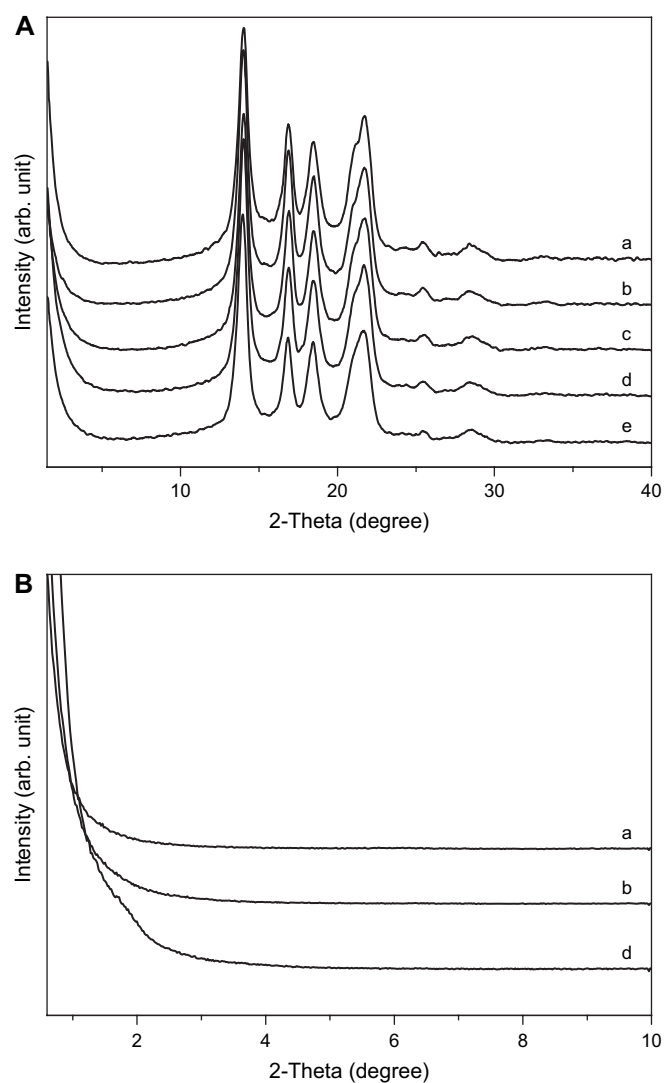 A
Intensity (arb. unit)
a
b
c
d
e
10 20 30 40
2-Theta (degree)
B
Intensity (arb. unit)
a
b
d
2 4 6 8 10
2-Theta (degree)